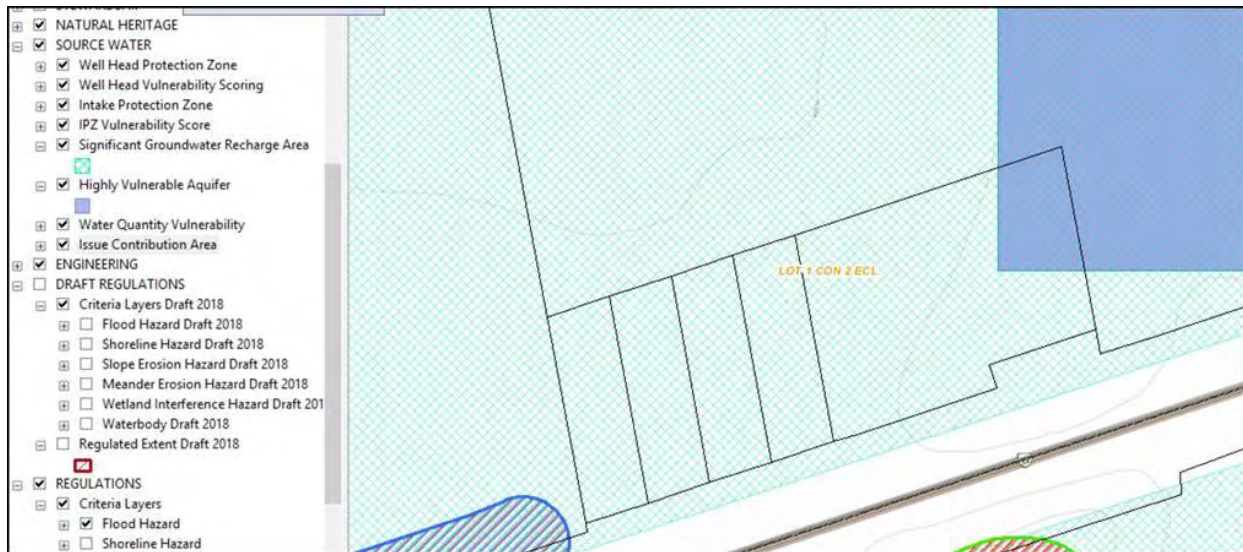 NATURAL HERITAGE
SOURCE WATER
Well Head Protection Zone
Well Head Vulnerability Scoring
Intake Protection Zone
IPZ Vulnerability Score
Significant Groundwater Recharge Area
Highly Vulnerable Aquifer
Water Quantity Vulnerability
Issue Contribution Area
ENGINEERING
DRAFT REGULATIONS
Criteria Layers Draft 2018
Flood Hazard Draft 2018
Shoreline Hazard Draft 2018
Slope Erosion Hazard Draft 2018
Meander Erosion Hazard Draft 2018
Wetland Interference Hazard Draft 201
Waterbody Draft 2018
Regulated Extent Draft 2018
REGULATIONS
Criteria Layers
Flood Hazard
Shoreline Hazard
LOT 1 CON 2 ECL